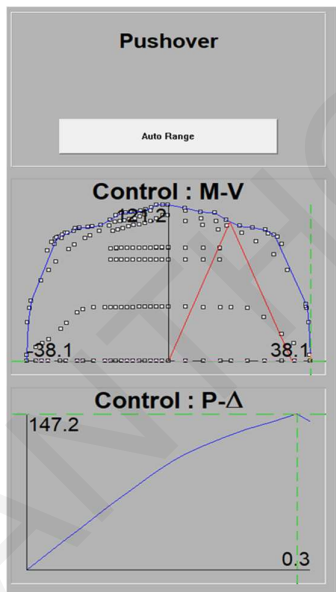 Pushover
Auto Range
Control : M-V
121.2
-38.1
38.1
Control : P-Δ
147.2
0.3